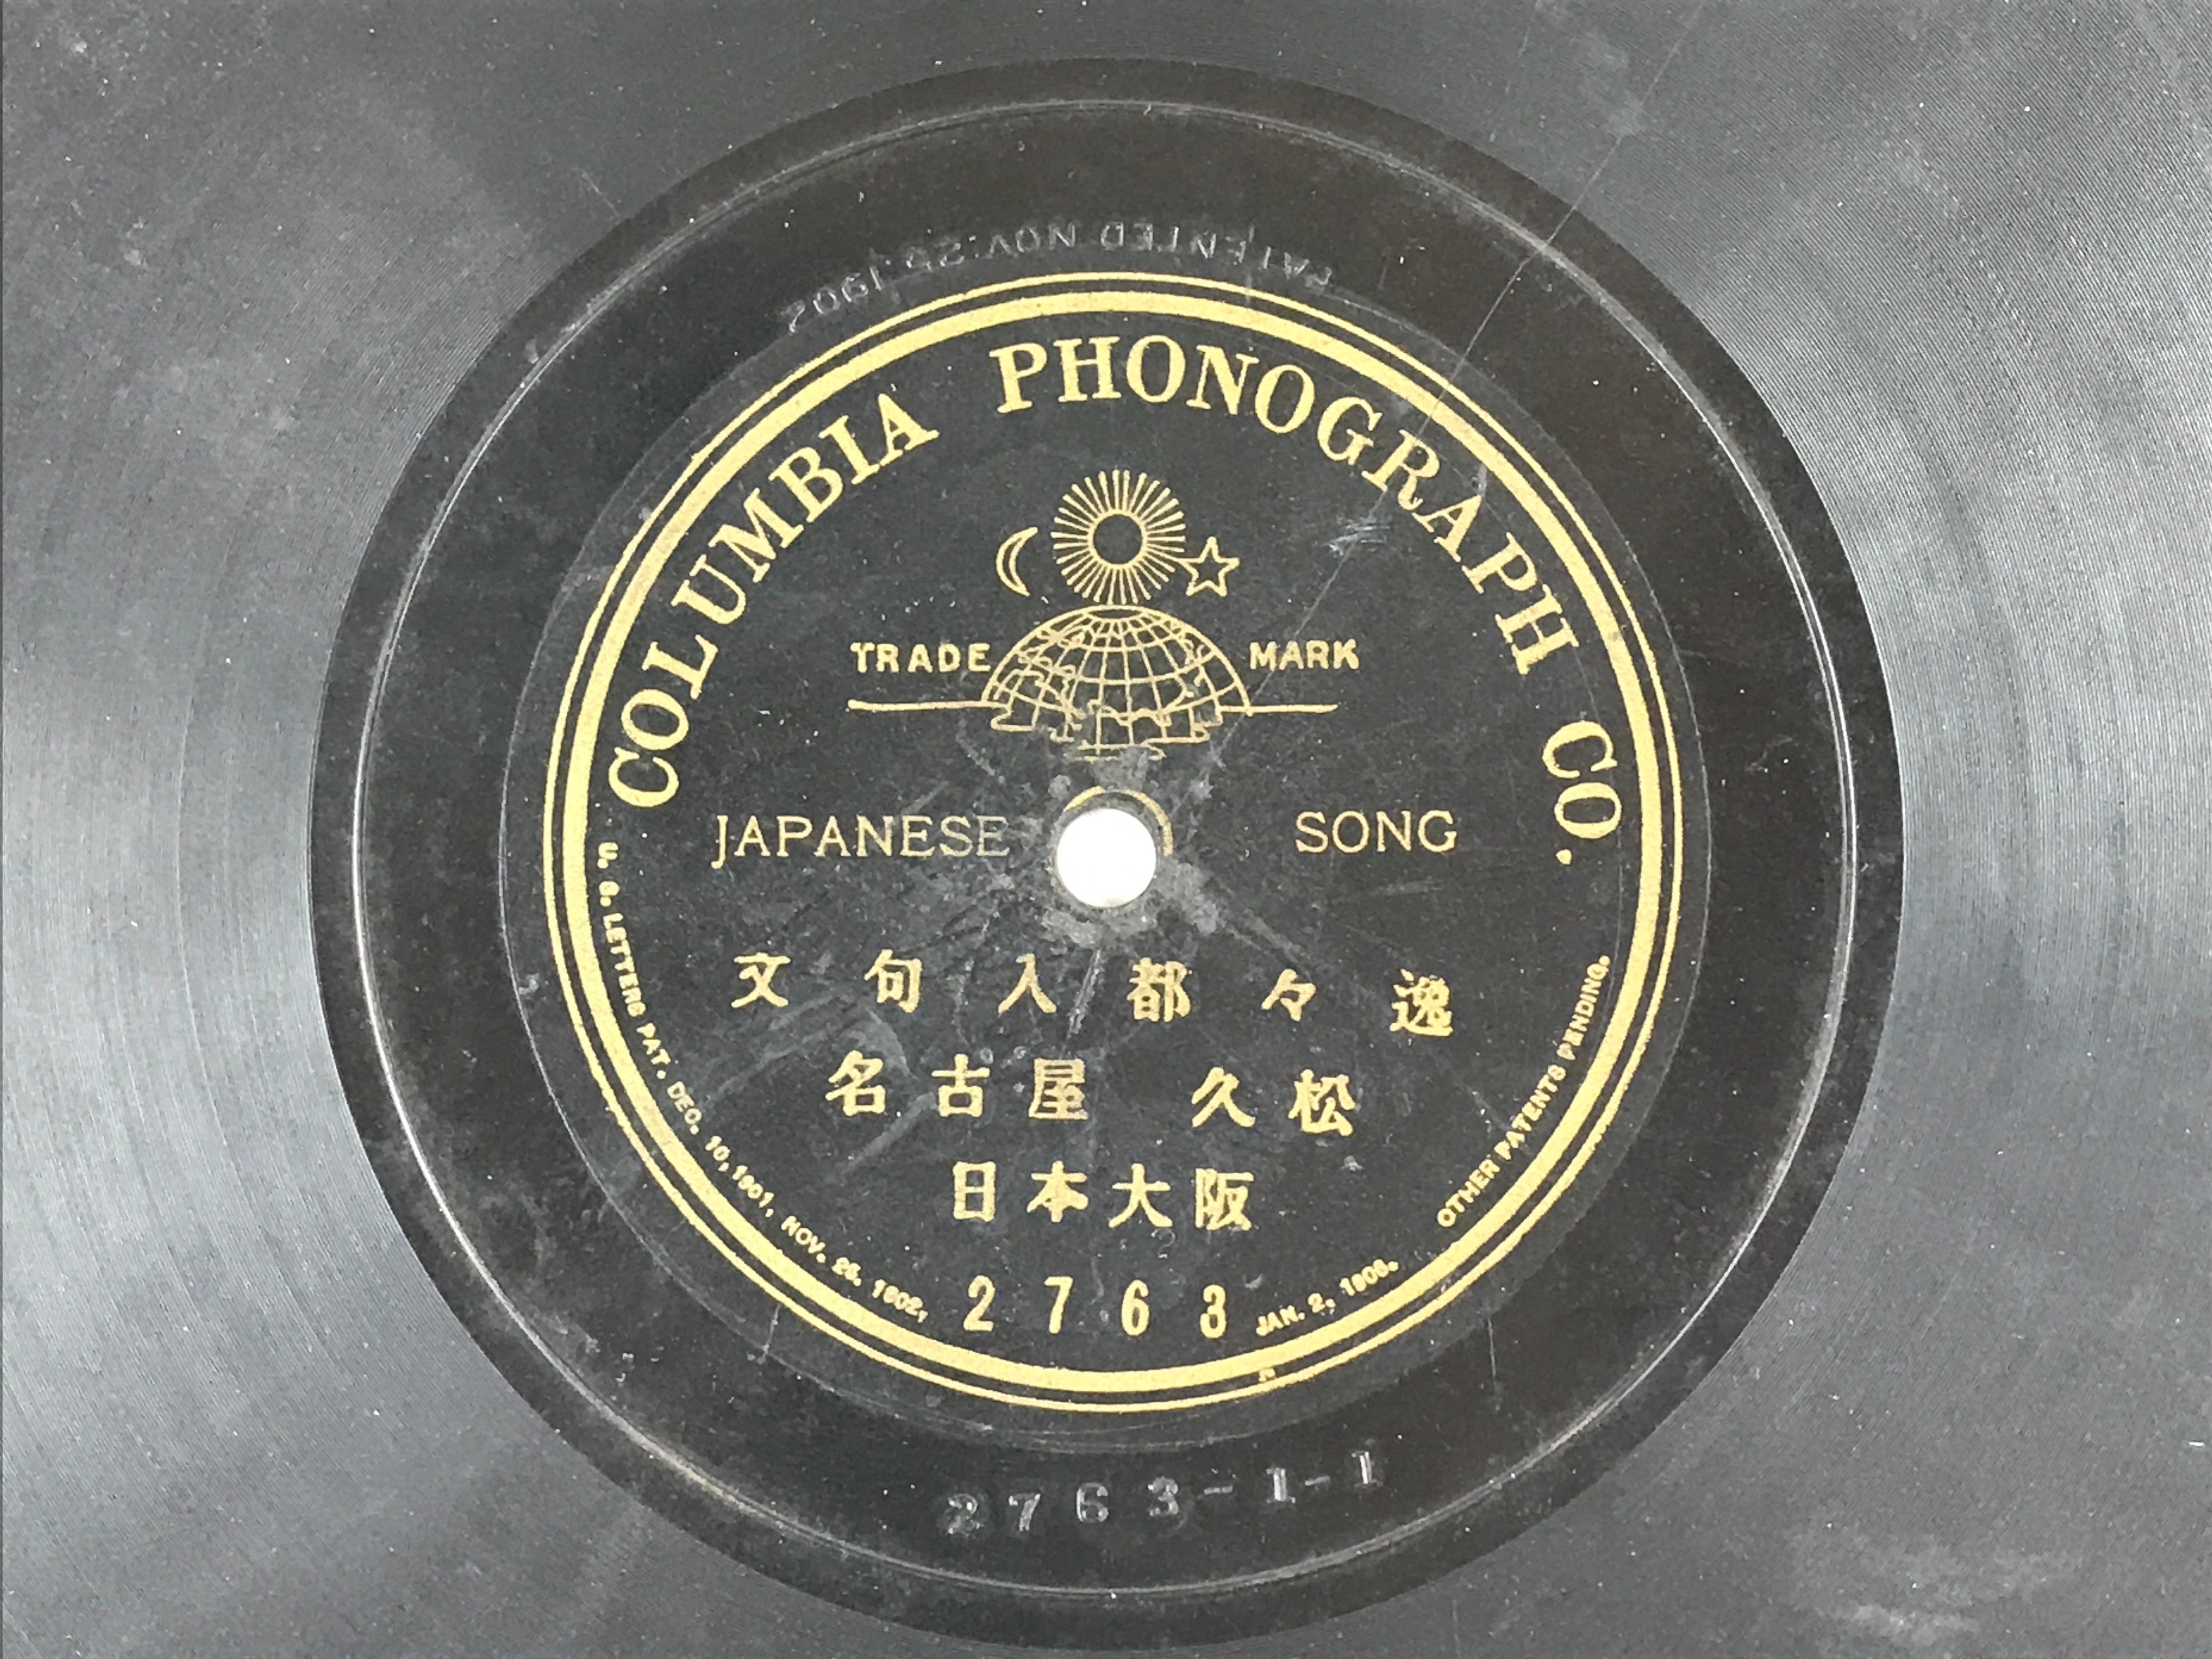 PATENTED NOV. 25, 1902
COLUMBIA PHONOGRAPH CO.
TRADE MARK
JAPANESE SONG
文句入都々逸
名古屋 久松
日本大阪
2763
U. S. LETTERS PAT. DEC. 10, 1901, NOV. 25, 1902, JAN. 2, 1906. OTHER PATENTS PENDING.
2763-1-1